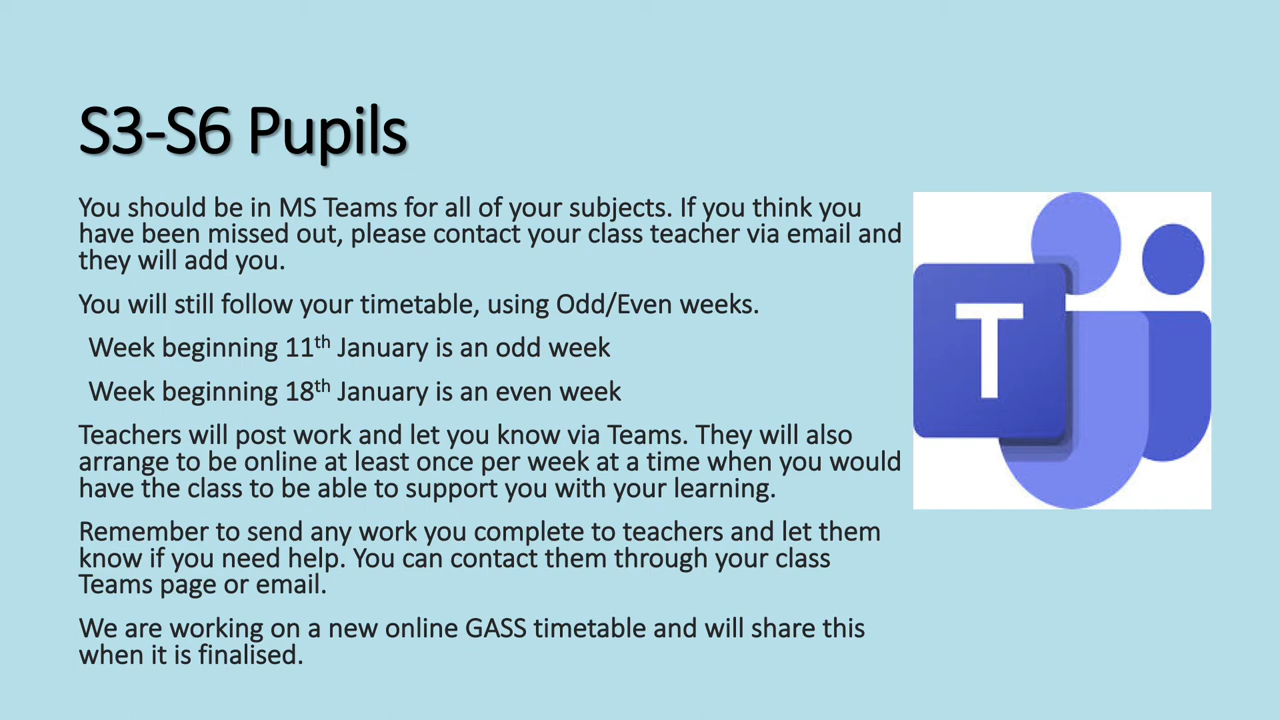 S3-S6 Pupils
You should be in MS Teams for all of your subjects. If you think you
have been missed out, please contact your class teacher via email and
they will add you.
You will still follow your timetable, using Odd/Even weeks.
Week beginning 11th January is an odd week
Week beginning 18th January is an even week
Teachers will post work and let you know via Teams. They will also
arrange to be online at least once per week at a time when you would
have the class to be able to support you with your learning.
Remember to send any work you complete to teachers and let them
know if you need help. You can contact them through your class
Teams page or email.
We are working on a new online GASS timetable and will share this
when it is finalised.
T